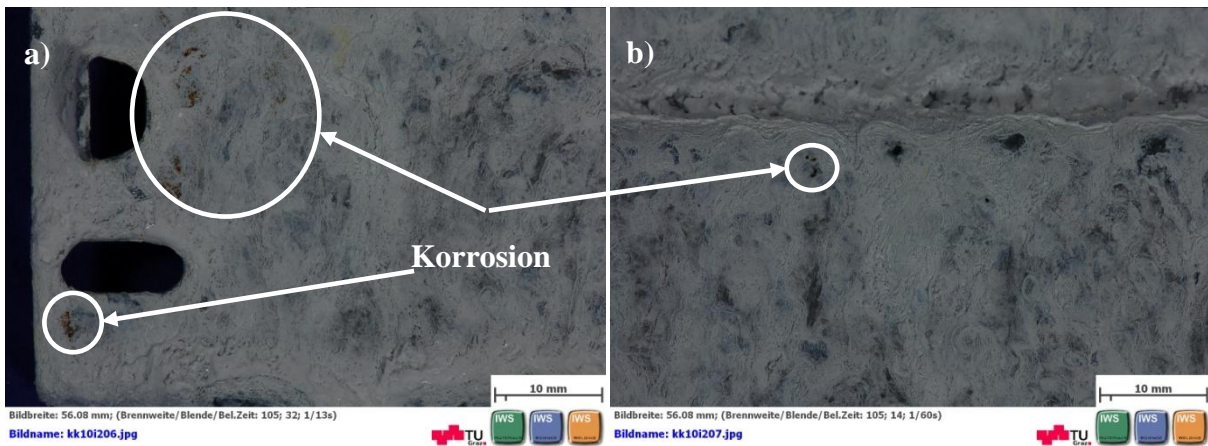 a)
b)
Korrosion
10 mm
10 mm
Bildbreite: 56.08 mm; (Brennweite/Blende/Bel.Zeit: 105; 32; 1/13s)
Bildname: kk10i206.jpg
IWS
IWS
IWS
TU
Graz
Bildbreite: 56.08 mm; (Brennweite/Blende/Bel.Zeit: 105; 14; 1/60s)
Bildname: kk10i207.jpg
IWS
IWS
IWS
TU
Graz